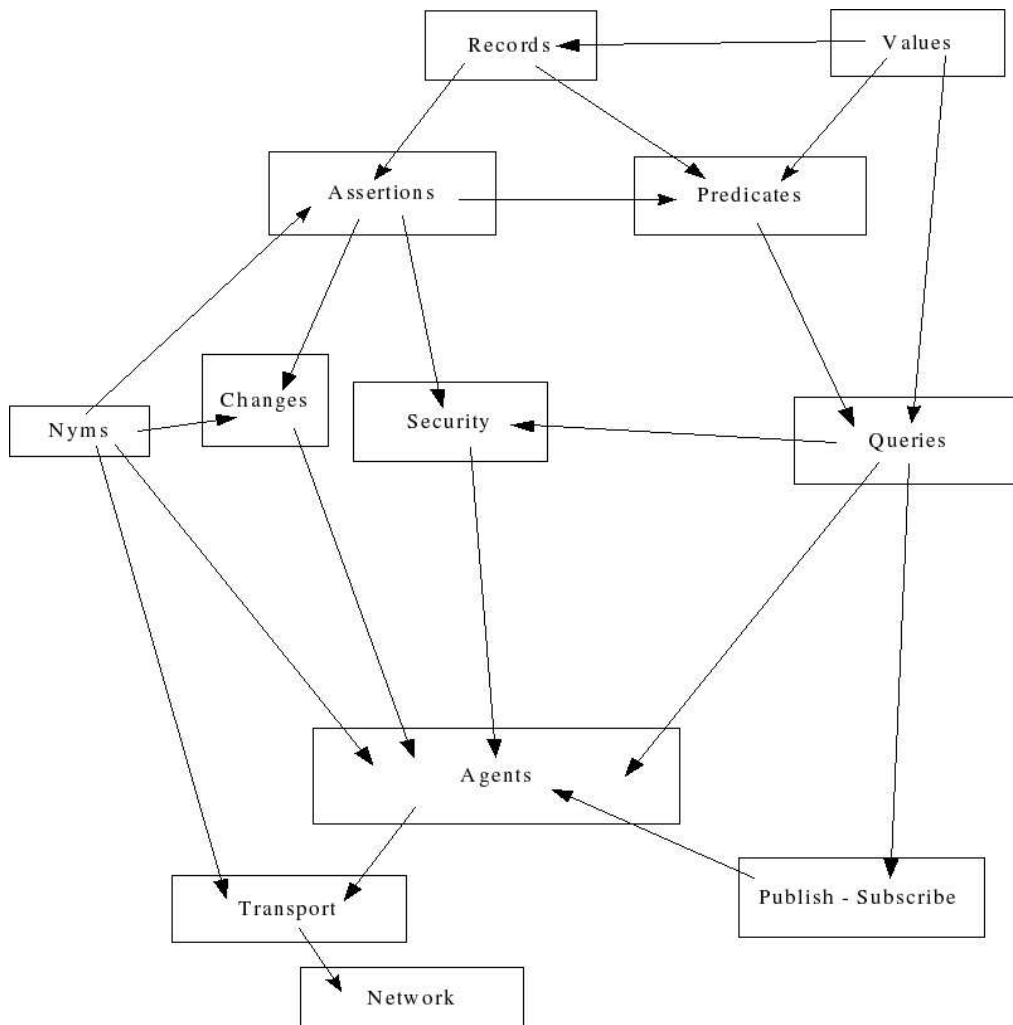 Records
Values
Assertions
Predicates
Changes
Security
Nyms
Queries
Agents
Publish - Subscribe
Transport
Network